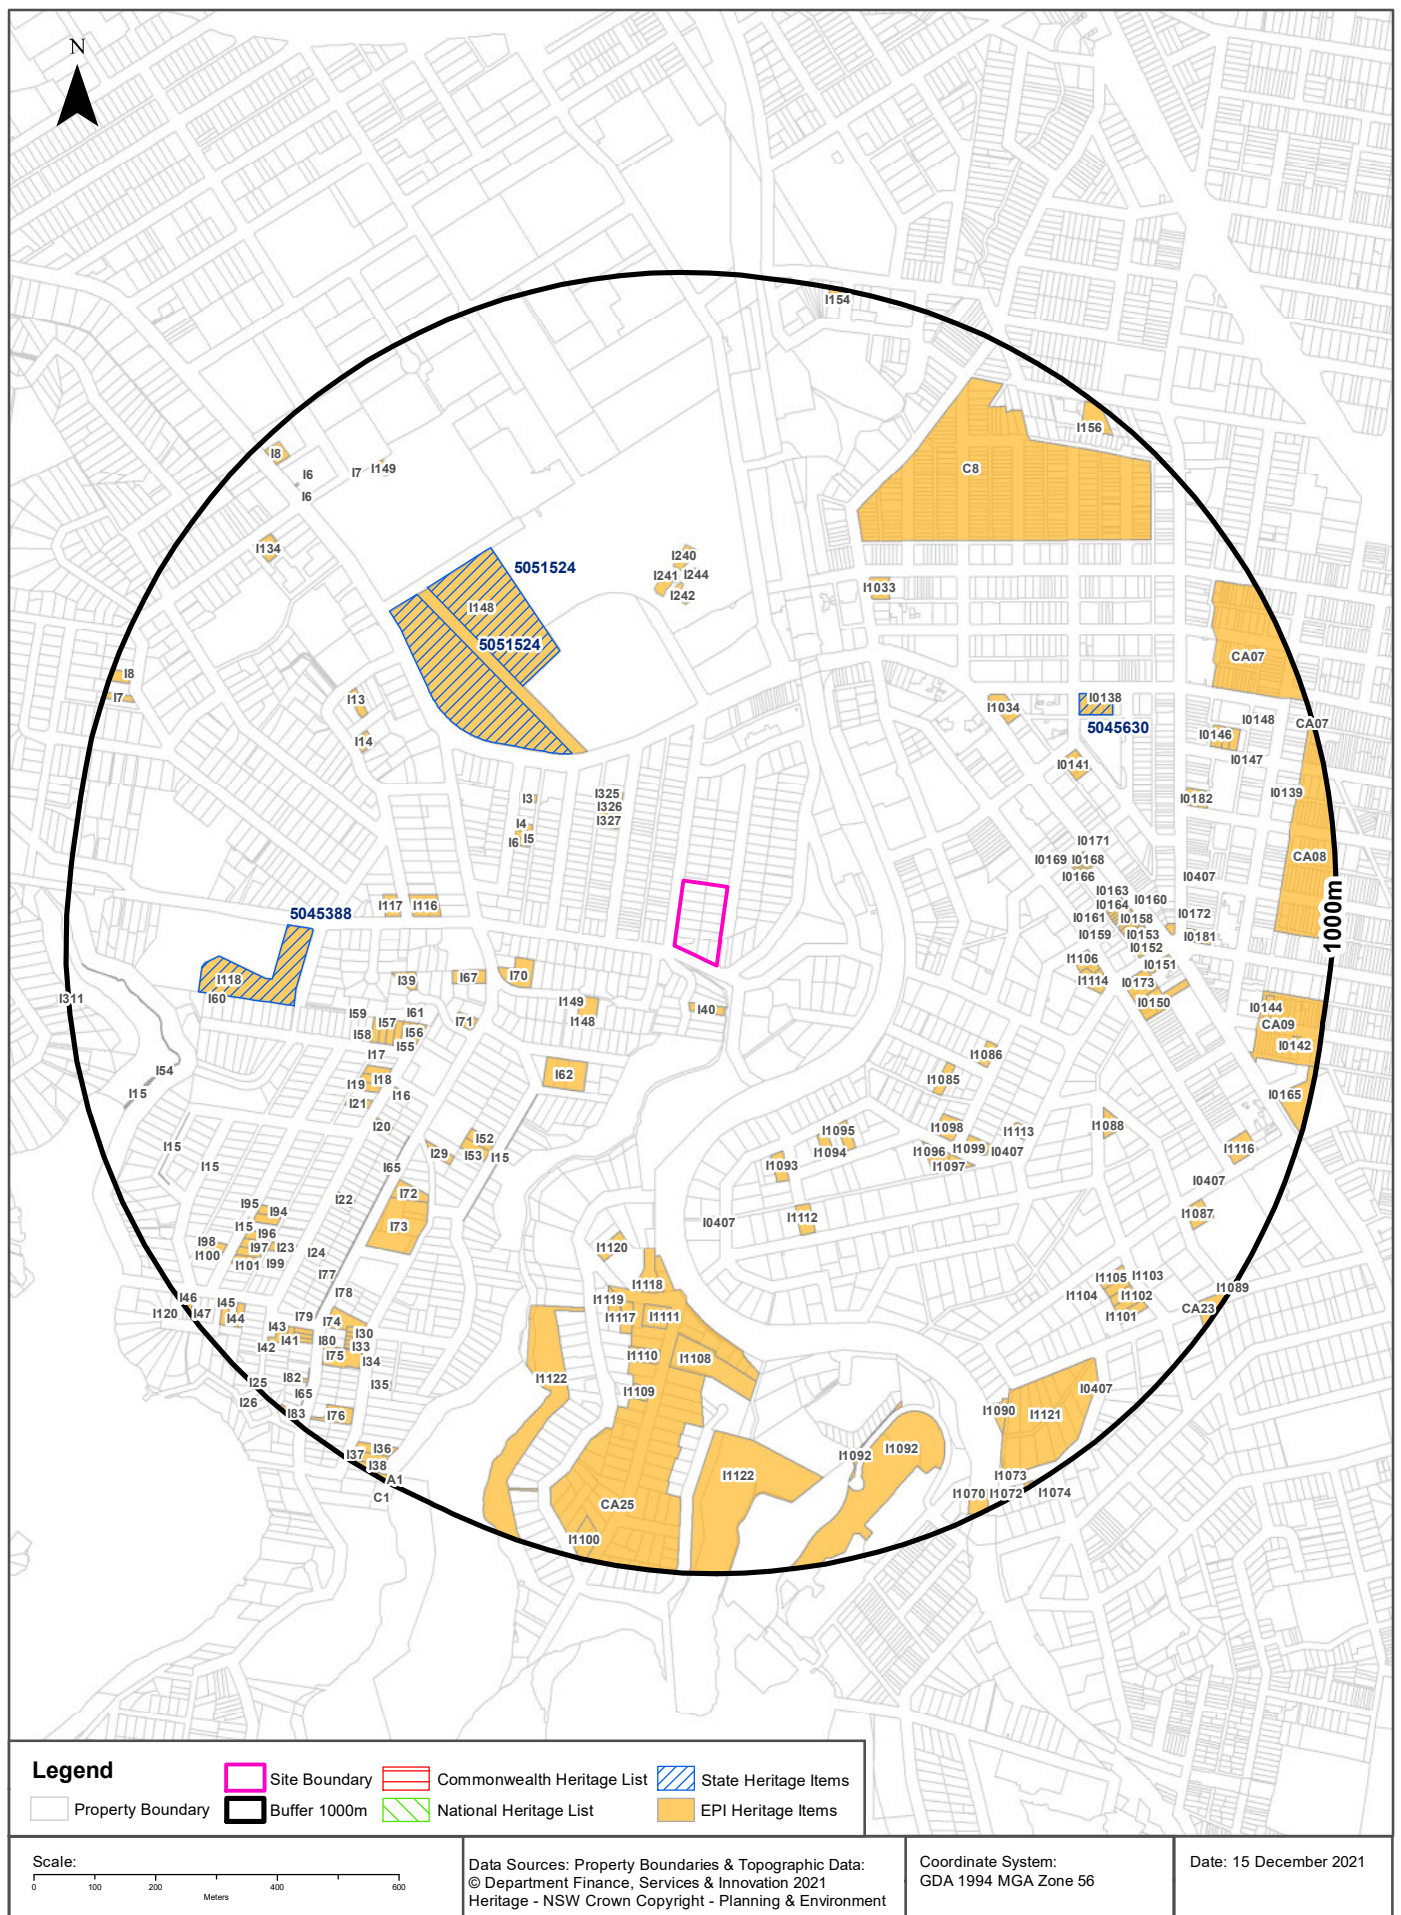 N
I154
I156
C8
I8
I6
I7
I149
I6
I134
5051524
I240
I241
I244
I242
I148
I1033
5051524
CA07
I8
I7
I13
I1034
I0138
5045630
I14
I0148
CA07
I0146
I0147
I0141
I3
I325
I326
I327
I0182
I0139
I4
I6
I5
I0171
I0169
I0168
I0166
CA08
I0407
I0163
I0164
I0160
I117
I116
5045388
I0161
I0158
I0172
1000m
I0159
I0153
I0181
I0152
I1106
I0151
I118
I60
I39
I67
I70
I1114
I0173
I0150
I311
I149
I148
I40
I0144
CA09
I0142
I59
I61
I57
I58
I56
I71
I55
I17
I1086
I62
I54
I15
I19
I18
I1085
I16
I21
I0165
I20
I1088
I15
I52
I29
I53
I15
I1095
I1094
I1098
I1113
I1096
I1099
I0407
I1097
I1116
I15
I65
I1093
I0407
I72
I22
I73
I95
I94
I15
I96
I1112
I0407
I1087
I98
I100
I97
I23
I101
I99
I24
I1120
I77
I1118
I78
I1105
I1103
I1089
I46
I120
I47
I45
I44
I1119
I1117
I1111
I1104
I1102
I1101
CA23
I79
I74
I43
I41
I42
I80
I30
I33
I75
I34
I1110
I1108
I82
I25
I65
I35
I1122
I1109
I0407
I26
I83
I76
I1090
I1121
I37
I36
I38
I1092
I1092
A1
C1
I1122
I1073
I1070
I1072
I1074
CA25
I1100
Legend
Site Boundary
Commonwealth Heritage List
State Heritage Items
Property Boundary
Buffer 1000m
National Heritage List
EPI Heritage Items
Scale:
0 100 200 400 600
Meters
Data Sources: Property Boundaries & Topographic Data:
© Department Finance, Services & Innovation 2021
Heritage - NSW Crown Copyright - Planning & Environment
Coordinate System:
GDA 1994 MGA Zone 56
Date: 15 December 2021